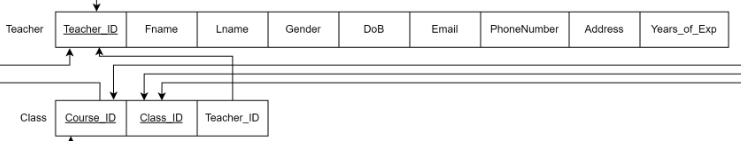 Teacher Teacher_ID Fname Lname Gender DoB Email PhoneNumber Address Years_of_Exp
Class Course_ID Class_ID Teacher_ID